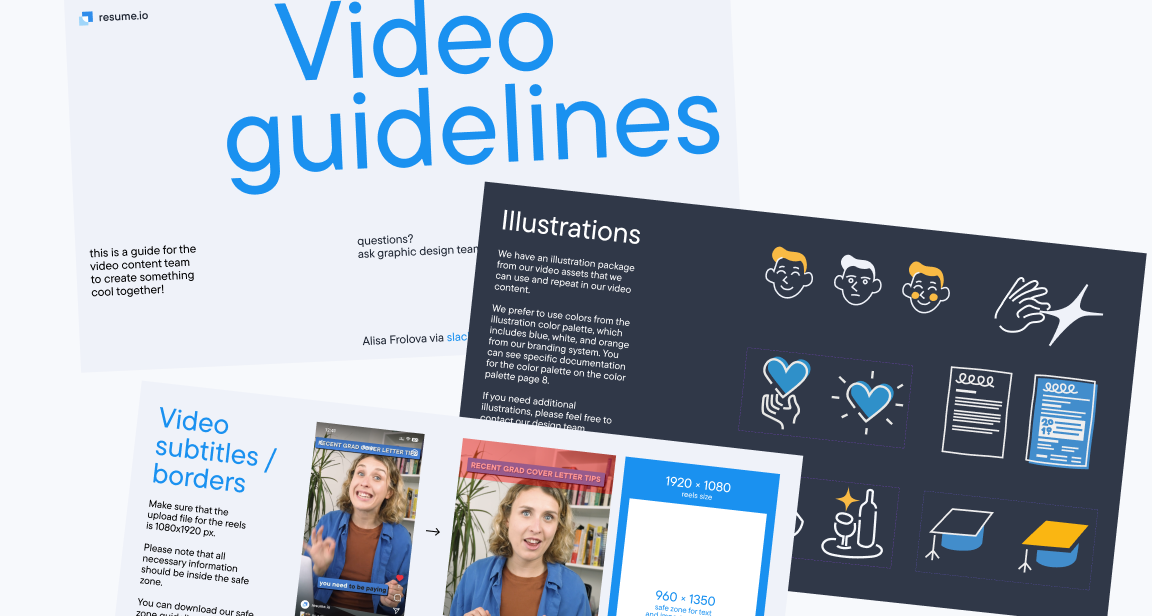 resume.io
Video
guidelines
this is a guide for the
video content team
to create something
cool together!
questions?
ask graphic design team
Alisa Frolova via slack
Illustrations
We have an illustration package
from our video assets that we
can use and repeat in our video
content.
We prefer to use colors from the
illustration color palette, which
includes blue, white, and orange
from our branding system. You
can see specific documentation
for the color palette on the color
palette page 8.
If you need additional
illustrations, please feel free to
contact our design team
2019
Video
subtitles /
borders
Make sure that the
upload file for the reels
is 1080x1920 px.
Please note that all
necessary information
should be inside the safe
zone.
You can download our safe
RECENT GRAD COVER LETTER TIPS
you need to be paying
resume.io
→
RECENT GRAD COVER LETTER TIPS
1920 × 1080
reels size
960 × 1350
safe zone for text